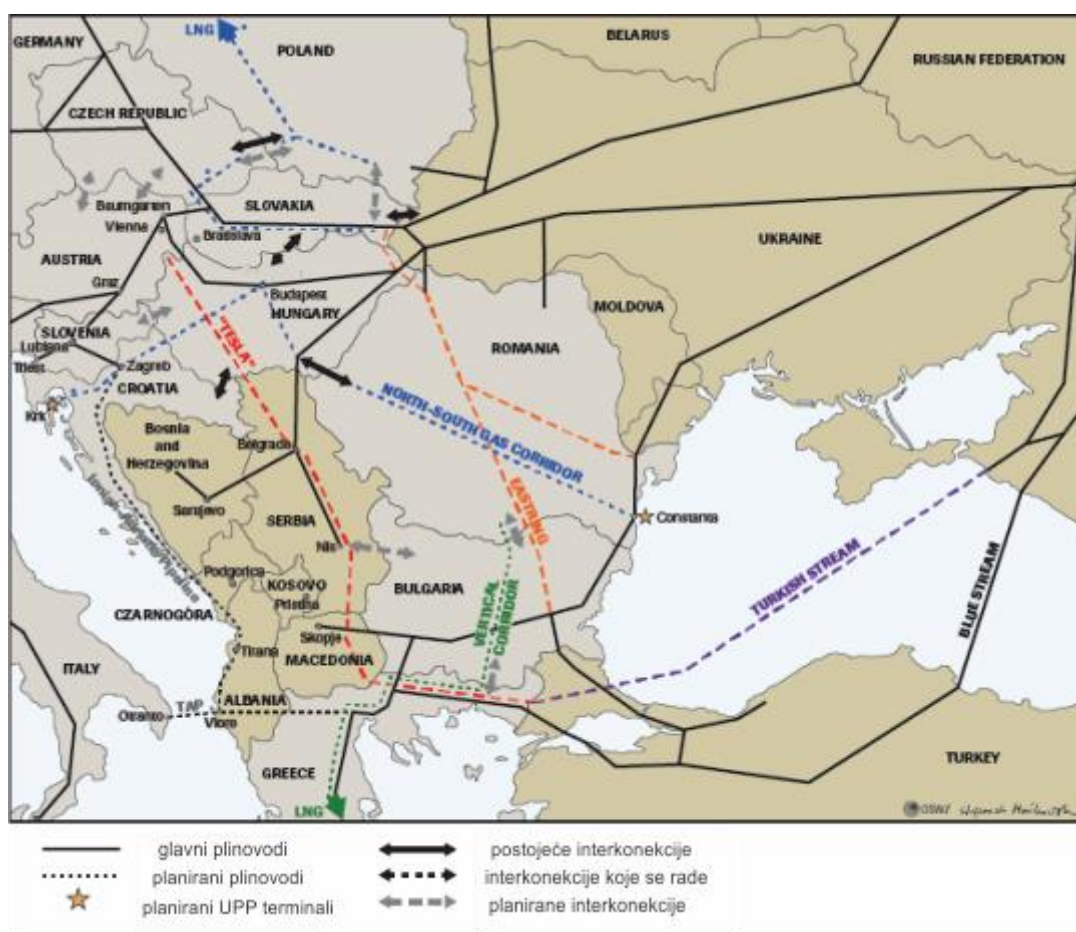 LNG
GERMANY
POLAND
BELARUS
RUSSIAN FEDERATION
CZECH REPUBLIC
SLOVAKIA
Baumgarten
Vienna
UKRAINE
AUSTRIA
Graz
Budapest
HUNGARY
MOLDOVA
SLOVENIA
"TESLA"
ROMANIA
Triest
Zagreb
CROATIA
NORTH-SOUTH GAS CORRIDOR
Krk
Bosnia
and
Herzegovina
Belgrade
EASTRING
Constanta
Sarajevo
SERBIA
Nis
TURKISH STREAM
BLUE STREAM
Podgorica
KOSOVO
Pristina
BULGARIA
VERTICAL
CORRIDOR
CZARNOGÓRA
Skopje
MACEDONIA
Tirana
ITALY
ALBANIA
TAP
Otranto
Vlore
GREECE
TURKEY
LNG
OSW
glavni plinovodi
postojeće interkonekcije
planirani plinovodi
interkonekcije koje se rade
planirani UPP terminali
planirane interkonekcije